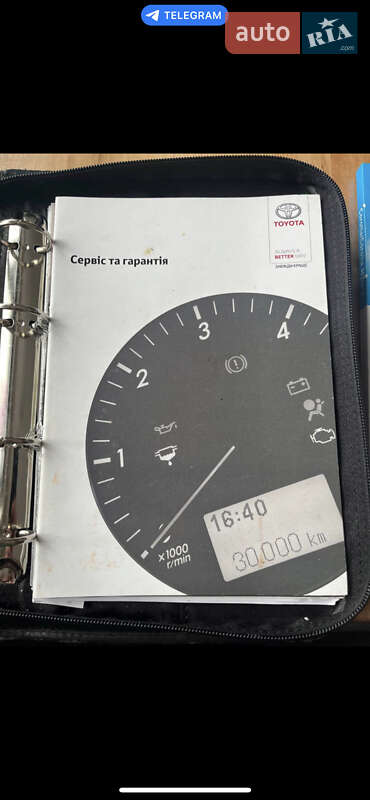 TELEGRAM
auto
RIA
.com
TOYOTA
ALWAYS A
BETTER WAY
Сервіс та гарантія
1
2
3
4
x1000
r/min
16:40
30.000 km